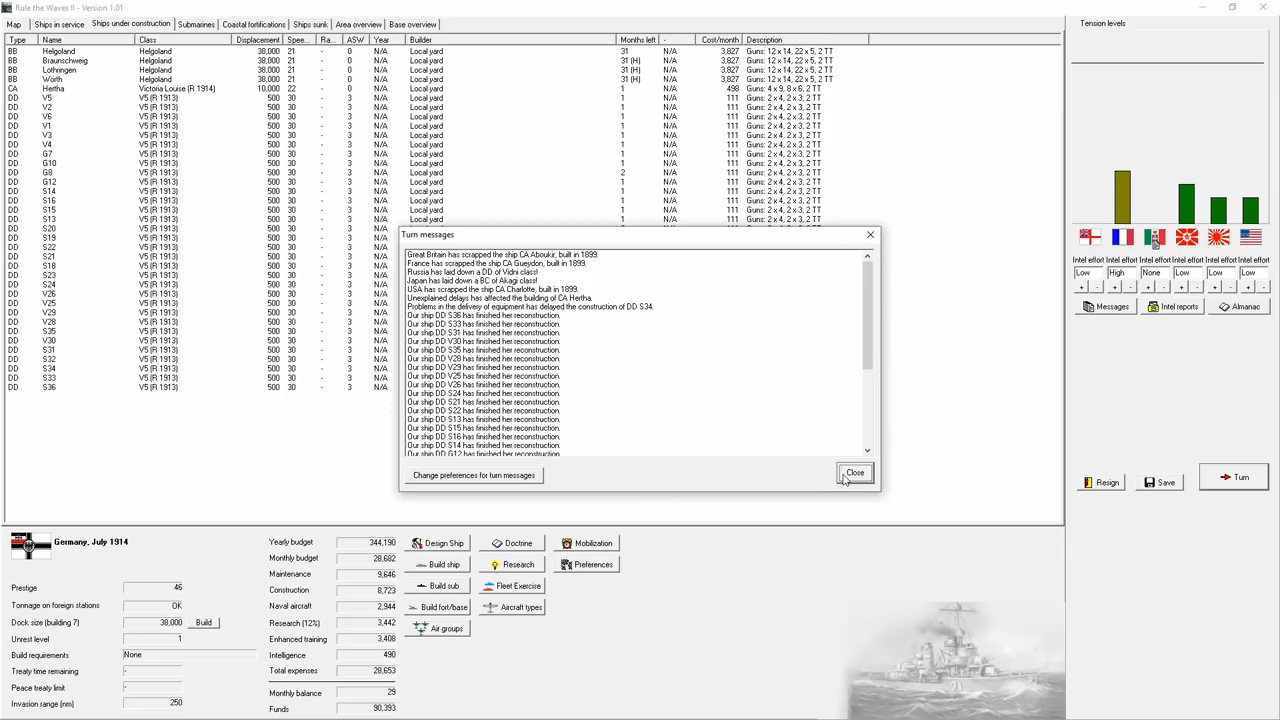 Rule the Waves II - Version 1.01
Map Ships in service Ships under construction Submarines Coastal fortifications Ships sunk Area overview Base overview
Type Name Class Displacement Spee... Ra... ASW Year Builder Months left - Cost/month Description
BB Helgoland Helgoland 38,000 21 - 0 N/A Local yard 31 N/A 3,827 Guns: 12 x 14, 22 x 5, 2 TT
BB Braunschweig Helgoland 38,000 21 - 0 N/A Local yard 31 (H) N/A 3,827 Guns: 12 x 14, 22 x 5, 2 TT
BB Lothringen Helgoland 38,000 21 - 0 N/A Local yard 31 (H) N/A 3,827 Guns: 12 x 14, 22 x 5, 2 TT
BB Wörth Helgoland 38,000 21 - 0 N/A Local yard 31 (H) N/A 3,827 Guns: 12 x 14, 22 x 5, 2 TT
CA Hertha Victoria Louise (R 1914) 10,000 22 - 0 N/A Local yard 1 N/A 498 Guns: 4 x 9, 8 x 6, 2 TT
DD V5 V5 (R 1913) 500 30 - 3 N/A Local yard 1 N/A 111 Guns: 2 x 4, 2 x 3, 2 TT
DD V2 V5 (R 1913) 500 30 - 3 N/A Local yard 1 N/A 111 Guns: 2 x 4, 2 x 3, 2 TT
DD V6 V5 (R 1913) 500 30 - 3 N/A Local yard 1 N/A 111 Guns: 2 x 4, 2 x 3, 2 TT
DD V1 V5 (R 1913) 500 30 - 3 N/A Local yard 1 N/A 111 Guns: 2 x 4, 2 x 3, 2 TT
DD V3 V5 (R 1913) 500 30 - 3 N/A Local yard 1 N/A 111 Guns: 2 x 4, 2 x 3, 2 TT
DD V4 V5 (R 1913) 500 30 - 3 N/A Local yard 1 N/A 111 Guns: 2 x 4, 2 x 3, 2 TT
DD G7 V5 (R 1913) 500 30 - 3 N/A Local yard 1 N/A 111 Guns: 2 x 4, 2 x 3, 2 TT
DD G10 V5 (R 1913) 500 30 - 3 N/A Local yard 1 N/A 111 Guns: 2 x 4, 2 x 3, 2 TT
DD G8 V5 (R 1913) 500 30 - 3 N/A Local yard 2 N/A 111 Guns: 2 x 4, 2 x 3, 2 TT
DD G12 V5 (R 1913) 500 30 - 3 N/A Local yard 1 N/A 111 Guns: 2 x 4, 2 x 3, 2 TT
DD S14 V5 (R 1913) 500 30 - 3 N/A Local yard 1 N/A 111 Guns: 2 x 4, 2 x 3, 2 TT
DD S16 V5 (R 1913) 500 30 - 3 N/A Local yard 1 N/A 111 Guns: 2 x 4, 2 x 3, 2 TT
DD S15 V5 (R 1913) 500 30 - 3 N/A Local yard 1 N/A 111 Guns: 2 x 4, 2 x 3, 2 TT
DD S13 V5 (R 1913) 500 30 - 3 N/A Local yard 1 N/A 111 Guns: 2 x 4, 2 x 3, 2 TT
DD S20 V5 (R 1913) 500 30 - 3 N/A
DD S19 V5 (R 1913) 500 30 - 3 N/A
DD S22 V5 (R 1913) 500 30 - 3 N/A
DD S21 V5 (R 1913) 500 30 - 3 N/A
DD S18 V5 (R 1913) 500 30 - 3 N/A
DD S23 V5 (R 1913) 500 30 - 3 N/A
DD S24 V5 (R 1913) 500 30 - 3 N/A
DD V26 V5 (R 1913) 500 30 - 3 N/A
DD V25 V5 (R 1913) 500 30 - 3 N/A
DD V29 V5 (R 1913) 500 30 - 3 N/A
DD V28 V5 (R 1913) 500 30 - 3 N/A
DD S35 V5 (R 1913) 500 30 - 3 N/A
DD V30 V5 (R 1913) 500 30 - 3 N/A
DD S31 V5 (R 1913) 500 30 - 3 N/A
DD S32 V5 (R 1913) 500 30 - 3 N/A
DD S34 V5 (R 1913) 500 30 - 3 N/A
DD S33 V5 (R 1913) 500 30 - 3 N/A
DD S36 V5 (R 1913) 500 30 - 3 N/A
Turn messages
Great Britain has scrapped the ship CA Aboukir, built in 1899.
France has scrapped the ship CA Gueydon, built in 1899.
Russia has laid down a DD of Vidni class!
Japan has laid down a BC of Akagi class!
USA has scrapped the ship CA Charlotte, built in 1899.
Unexplained delays has affected the building of CA Hertha.
Problems in the delivery of equipment has delayed the construction of DD S34.
Our ship DD S36 has finished her reconstruction.
Our ship DD S33 has finished her reconstruction.
Our ship DD S31 has finished her reconstruction.
Our ship DD V30 has finished her reconstruction.
Our ship DD S35 has finished her reconstruction.
Our ship DD V28 has finished her reconstruction.
Our ship DD V29 has finished her reconstruction.
Our ship DD V25 has finished her reconstruction.
Our ship DD V26 has finished her reconstruction.
Our ship DD S24 has finished her reconstruction.
Our ship DD S21 has finished her reconstruction.
Our ship DD S22 has finished her reconstruction.
Our ship DD S13 has finished her reconstruction.
Our ship DD S15 has finished her reconstruction.
Our ship DD S16 has finished her reconstruction.
Our ship DD S14 has finished her reconstruction.
Our ship DD G12 has finished her reconstruction.
Change preferences for turn messages Close
Tension levels
Intel effort Intel effort Intel effort Intel effort Intel effort Intel effort
Low High None Low Low Low
+ - + - + - + - + - + -
Messages Intel reports Almanac
Resign Save Turn
Germany, July 1914
Prestige 46
Tonnage on foreign stations OK
Dock size (building 7) 38,000 Build
Unrest level 1
Build requirements None
Treaty time remaining -
Peace treaty limit -
Invasion range (nm) 250
Yearly budget 344,190
Monthly budget 28,682
Maintenance 9,646
Construction 8,723
Naval aircraft 2,944
Research (12%) 3,442
Enhanced training 3,408
Intelligence 490
Total expenses 28,653
Monthly balance 29
Funds 90,393
Design Ship Doctrine Mobilization
Build ship Research Preferences
Build sub Fleet Exercise
Build fort/base Aircraft types
Air groups